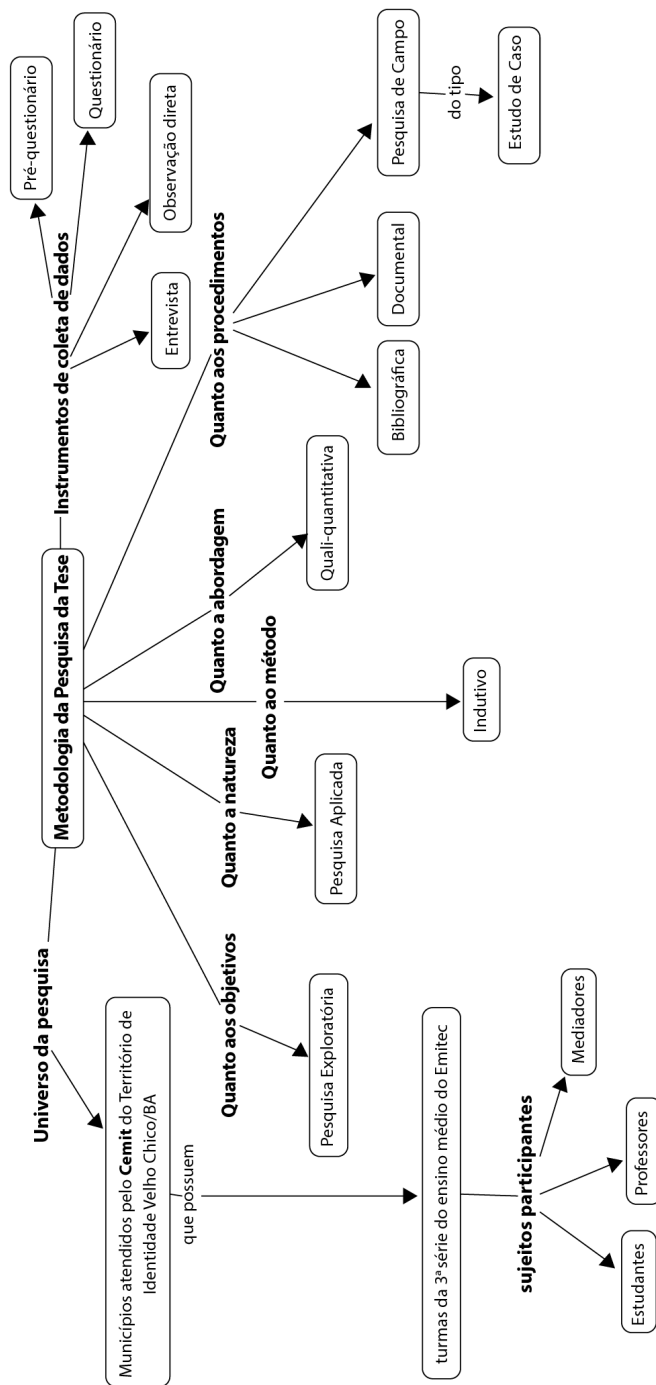 Metodologia da Pesquisa da Tese
Universo da pesquisa
Municípios atendidos pelo Cemit do Território de
Identidade Velho Chico/BA
que possuem
turmas da 3ª série do ensino médio do Emitec
sujeitos participantes
Estudantes
Professores
Mediadores
Quanto aos objetivos
Pesquisa Exploratória
Quanto a natureza
Pesquisa Aplicada
Quanto ao método
Indutivo
Quanto a abordagem
Quali-quantitativa
Quanto aos procedimentos
Bibliográfica
Documental
Pesquisa de Campo
do tipo
Estudo de Caso
Instrumentos de coleta de dados
Entrevista
Observação direta
Pré-questionário
Questionário